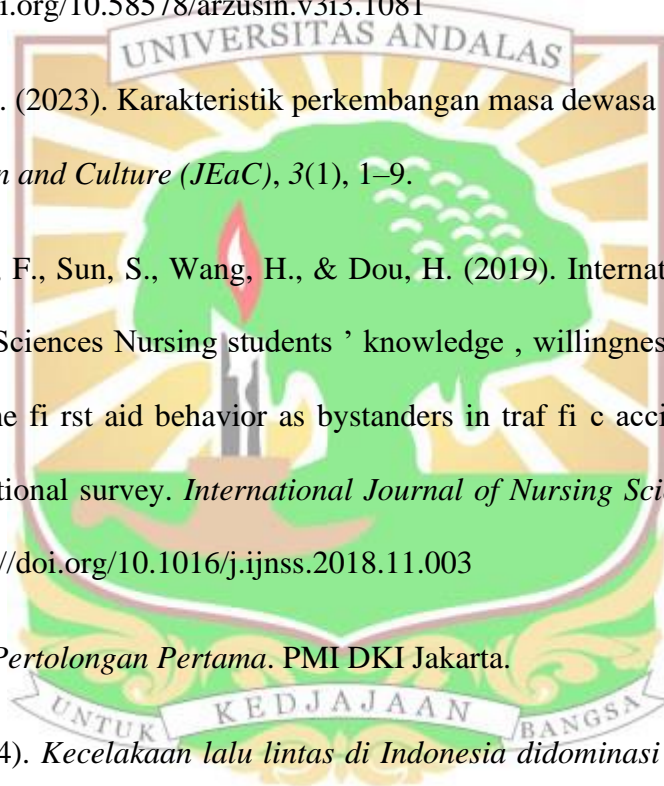 i.org/10.58578/arzusin.v3i3.1081
UNIVERSITAS ANDALAS
. (2023). Karakteristik perkembangan masa dewasa
n and Culture (JEaC), 3(1), 1–9.
F., Sun, S., Wang, H., & Dou, H. (2019). Internat
Sciences Nursing students ’ knowledge , willingnes
ne fi rst aid behavior as bystanders in traf fi c acci
tional survey. International Journal of Nursing Scie
//doi.org/10.1016/j.ijnss.2018.11.003
Pertolongan Pertama. PMI DKI Jakarta.
UNTUK KEDJAJAAN BANGSA
4). Kecelakaan lalu lintas di Indonesia didominasi